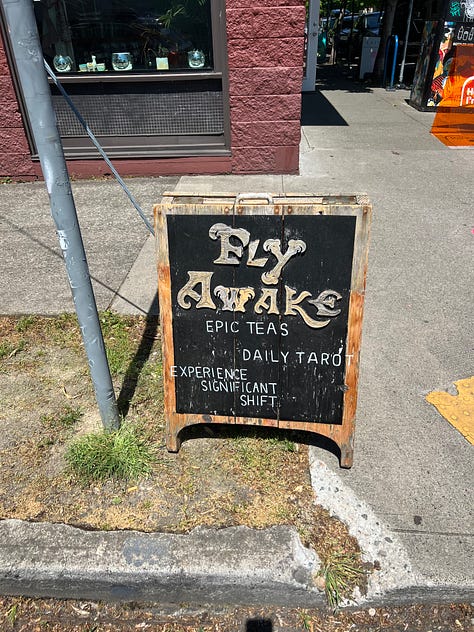 FLY
AWAKE
EPIC TEAS
DAILY TAROT
EXPERIENCE
SIGNIFICANT
SHIFT